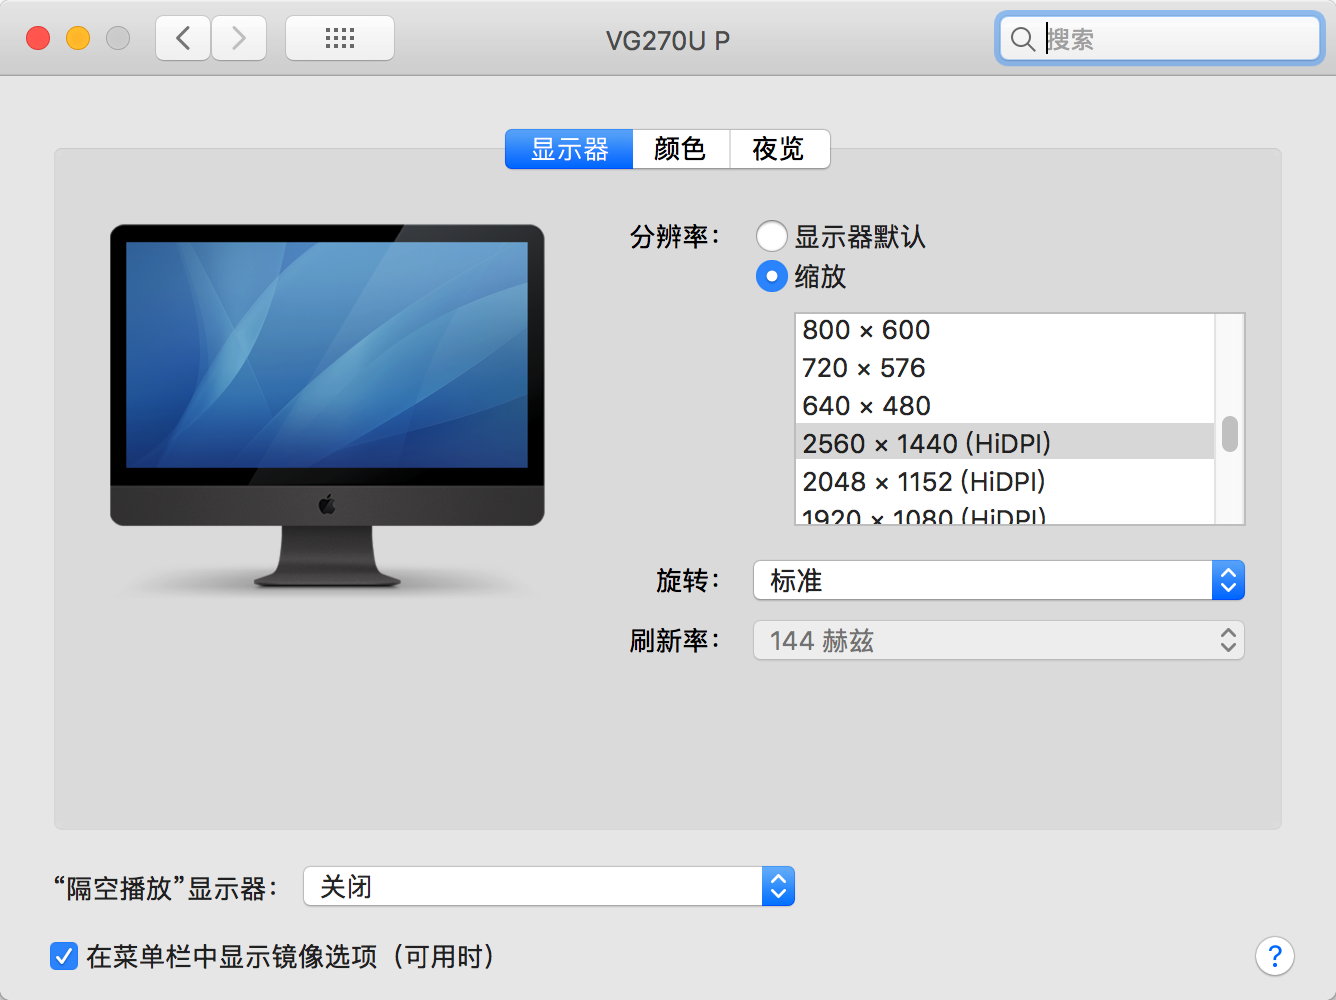 VG270U P
搜索
显示器 颜色 夜览
分辨率：
显示器默认
缩放
800 × 600
720 × 576
640 × 480
2560 × 1440 (HiDPI)
2048 × 1152 (HiDPI)
1920 × 1080 (HiDPI)
旋转： 标准
刷新率： 144 赫兹
“隔空播放”显示器： 关闭
在菜单栏中显示镜像选项（可用时）
?